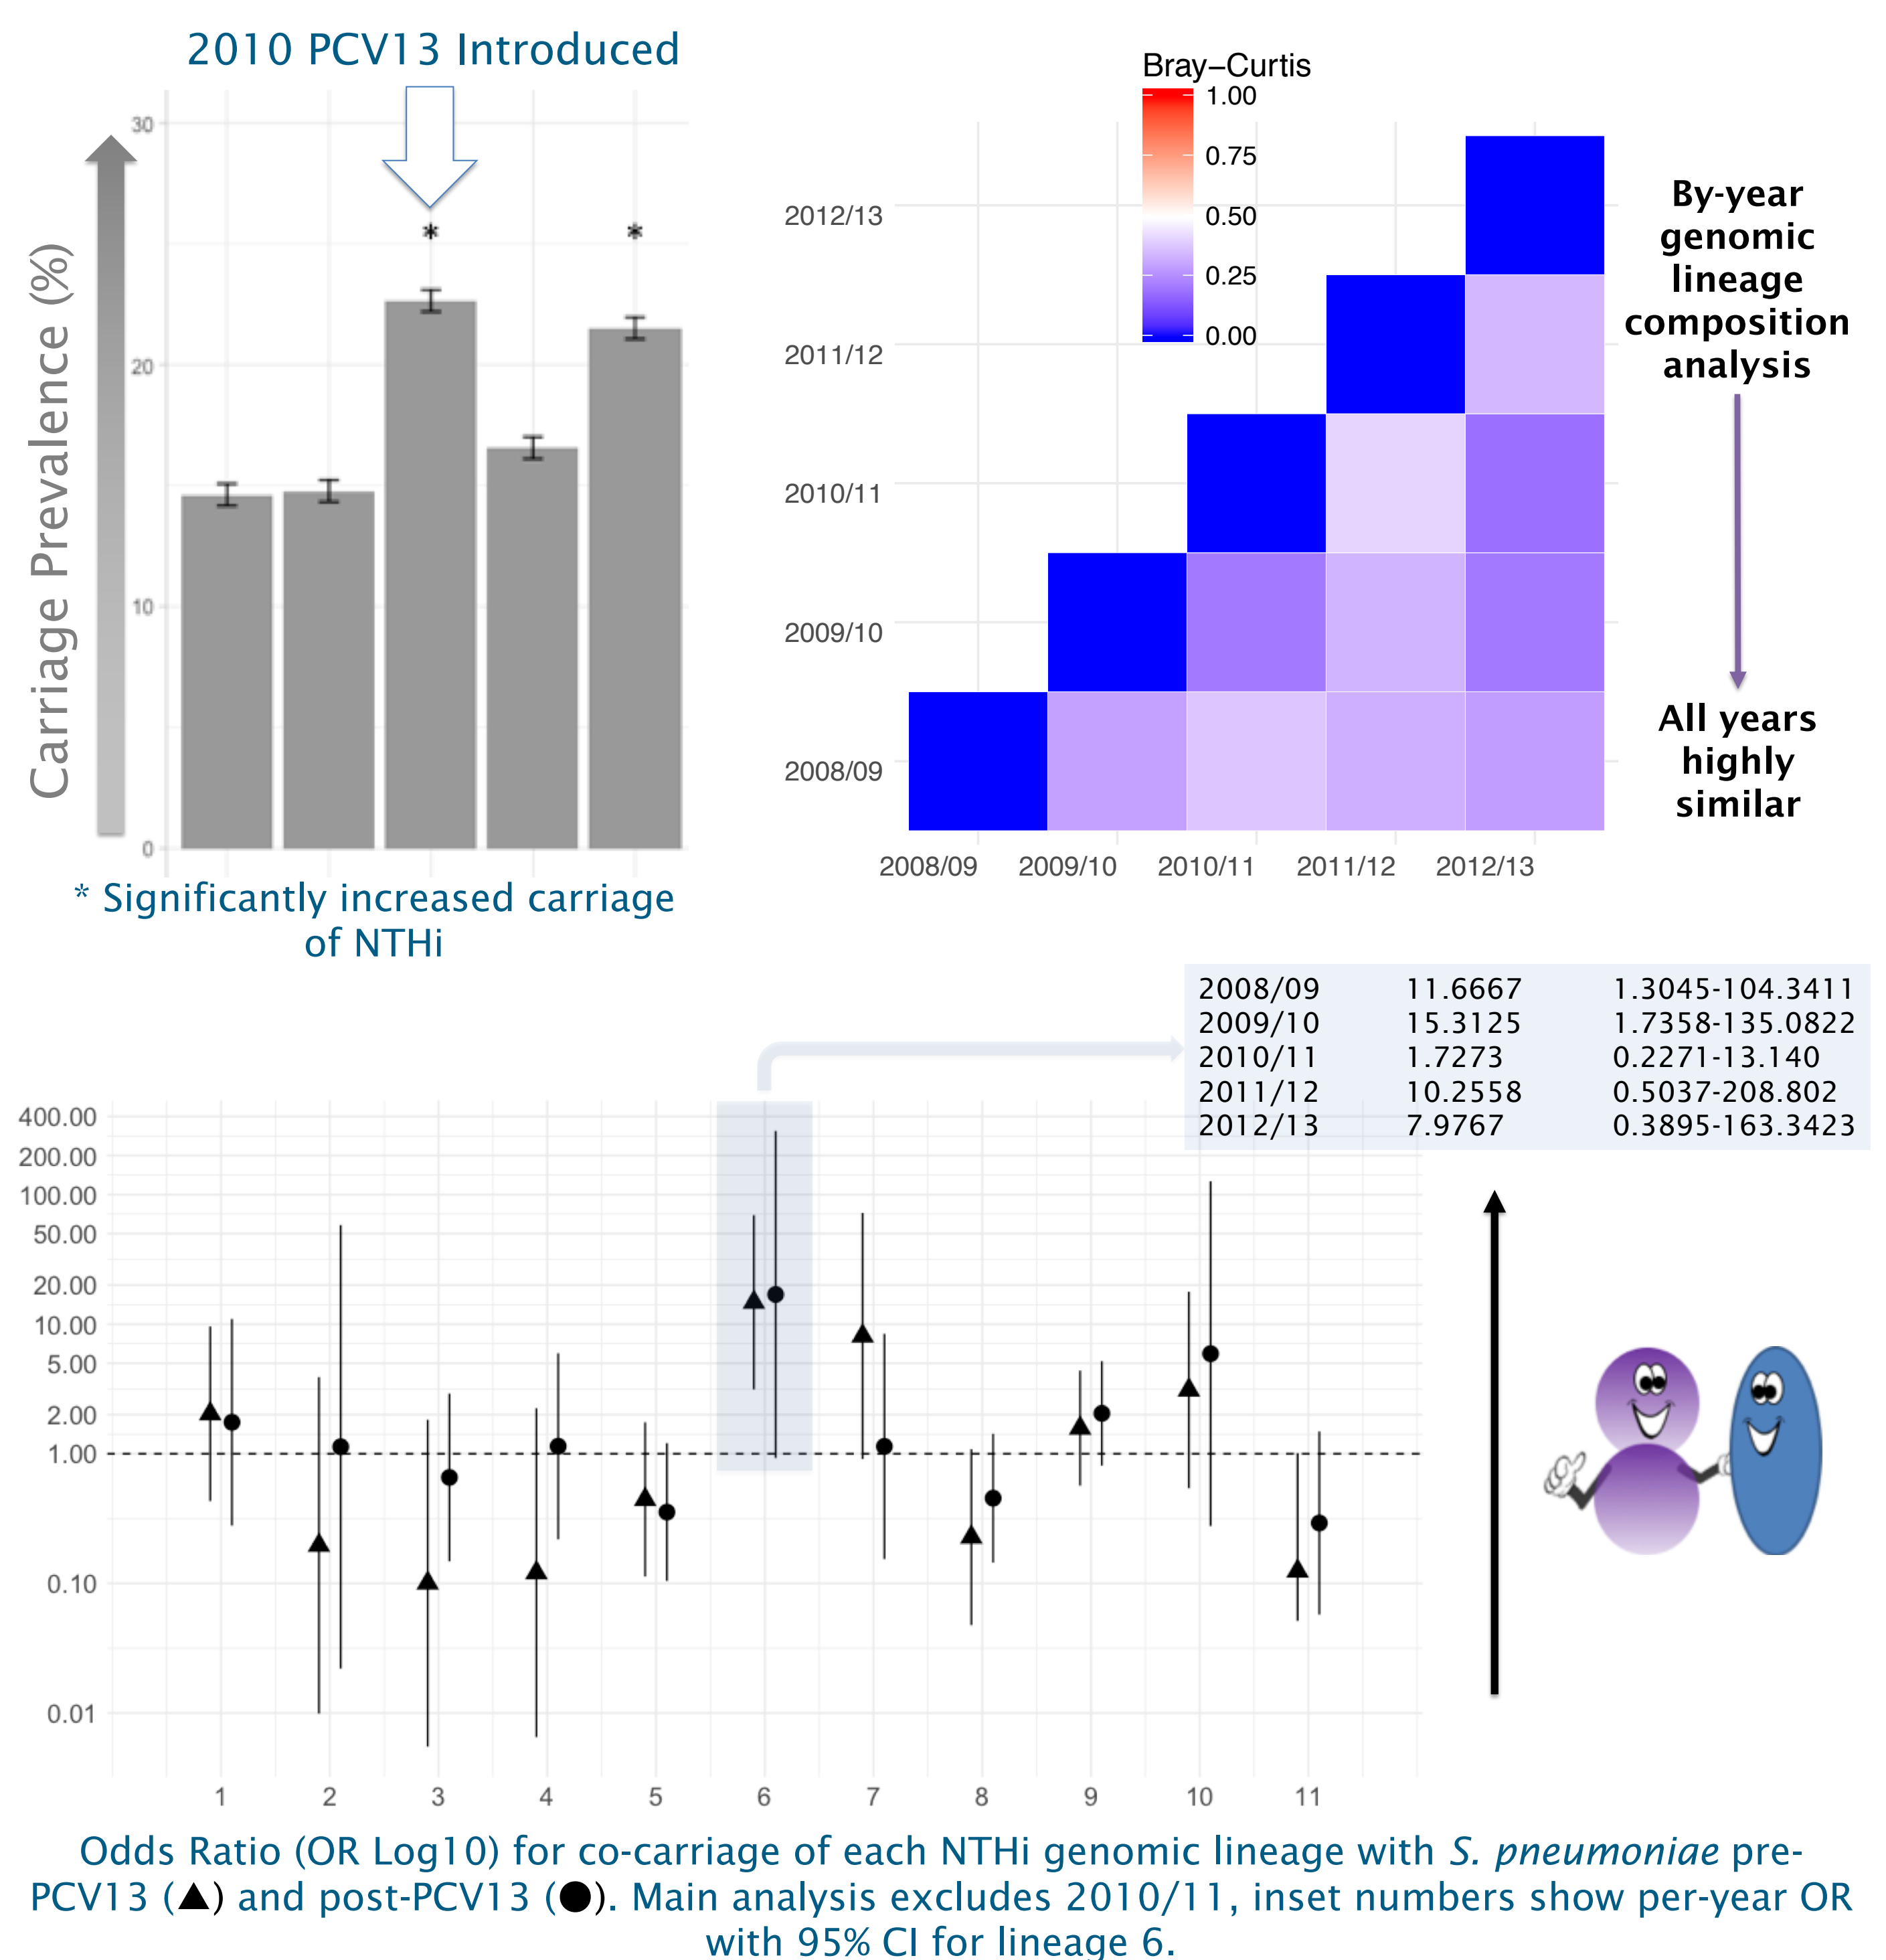 2010 PCV13 Introduced
Carriage Prevalence (%)
30
20
10
0
*
*
* Significantly increased carriage
of NTHi
Bray–Curtis
1.00
0.75
0.50
0.25
0.00
2012/13
2011/12
2010/11
2009/10
2008/09
2008/09 2009/10 2010/11 2011/12 2012/13
By-year
genomic
lineage
composition
analysis
All years
highly
similar
2008/09 11.6667 1.3045-104.3411
2009/10 15.3125 1.7358-135.0822
2010/11 1.7273 0.2271-13.140
2011/12 10.2558 0.5037-208.802
2012/13 7.9767 0.3895-163.3423
400.00
200.00
100.00
50.00
20.00
10.00
5.00
2.00
1.00
0.10
0.01
1 2 3 4 5 6 7 8 9 10 11
Odds Ratio (OR Log10) for co-carriage of each NTHi genomic lineage with S. pneumoniae pre-
PCV13 (▲) and post-PCV13 (●). Main analysis excludes 2010/11, inset numbers show per-year OR
with 95% CI for lineage 6.